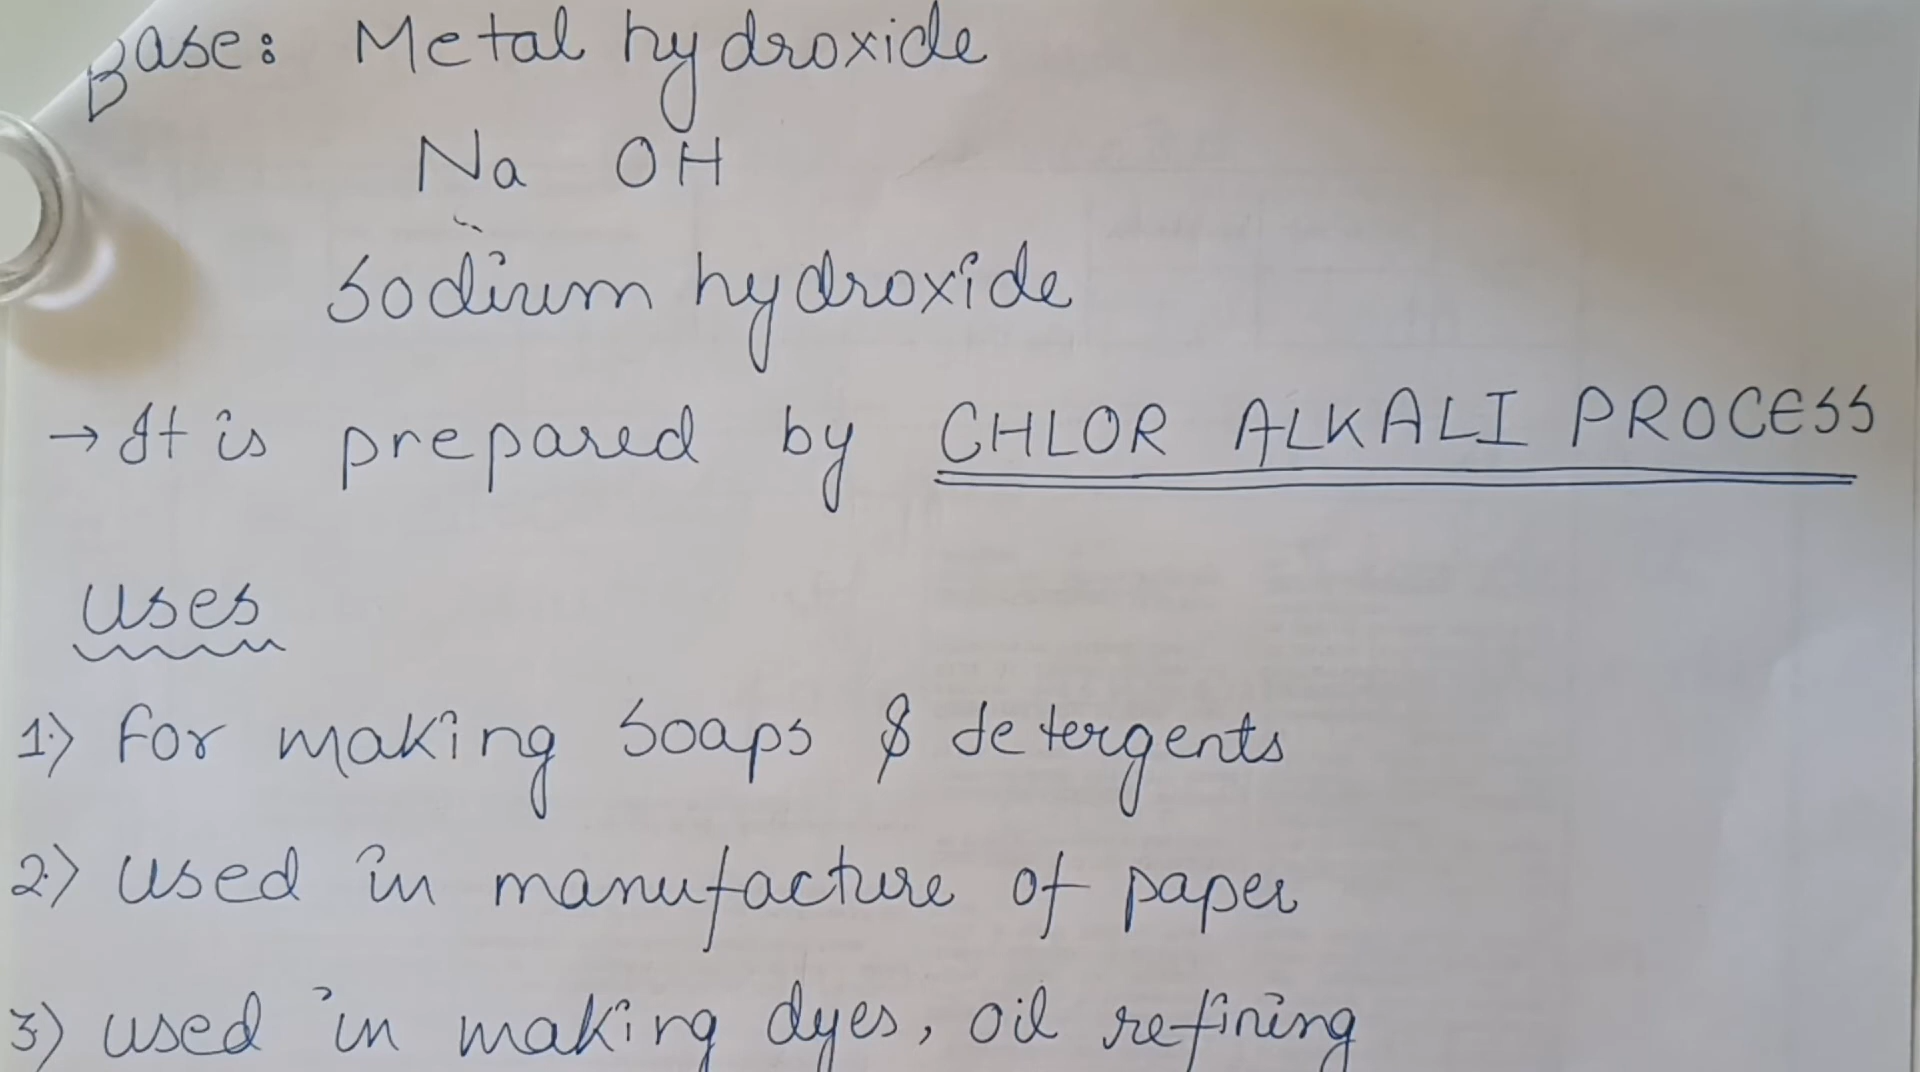 Base: Metal hydroxide
Na OH
Sodium hydroxide
→ It is prepared by CHLOR ALKALI PROCESS
Uses
1) For making Soaps & detergents
2) used in manufacture of paper
3) used in making dyes, oil refining